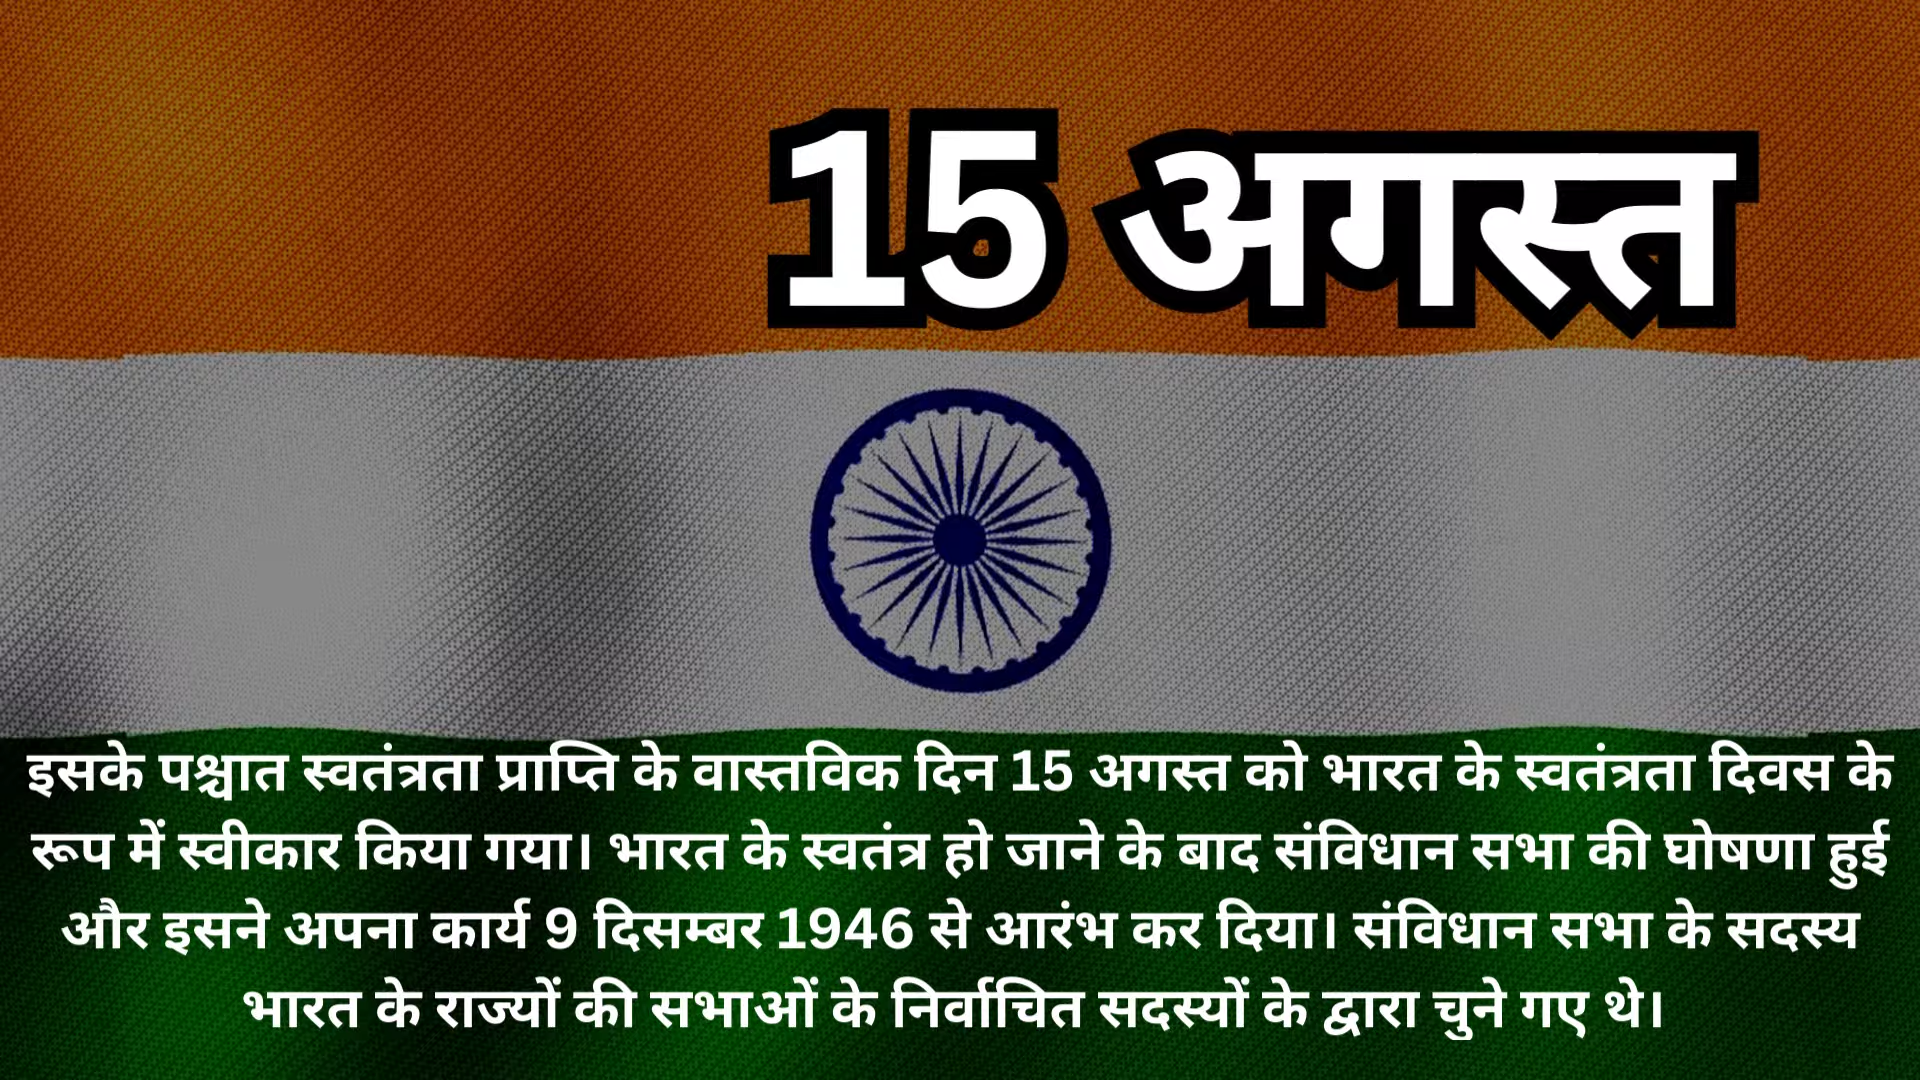 15 अगस्त
इसके पश्चात स्वतंत्रता प्राप्ति के वास्तविक दिन 15 अगस्त को भारत के स्वतंत्रता दिवस के
रूप में स्वीकार किया गया। भारत के स्वतंत्र हो जाने के बाद संविधान सभा की घोषणा हुई
और इसने अपना कार्य 9 दिसम्बर 1946 से आरंभ कर दिया। संविधान सभा के सदस्य
भारत के राज्यों की सभाओं के निर्वाचित सदस्यों के द्वारा चुने गए थे।